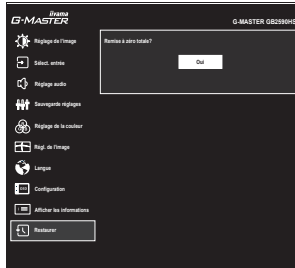 iiyama
G-MASTER
G-MASTER GB2590HS
Réglage de l'image
Remise à zéro totale?
Sélect. entrée
Oui
Réglage audio
Sauvegarde réglages
Réglage de la couleur
Régl. de l'image
Langue
Configuration
Afficher les informations
Restaurer